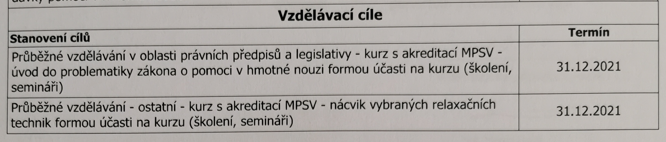 Vzdělávací cíle
Stanovení cílů Termín
Průběžné vzdělávání v oblasti právních předpisů a legislativy - kurz s akreditací MPSV -
úvod do problematiky zákona o pomoci v hmotné nouzi formou účasti na kurzu (školení, 31.12.2021
semináři)
Průběžné vzdělávání - ostatní - kurz s akreditací MPSV - nácvik vybraných relaxačních 31.12.2021
technik formou účasti na kurzu (školení, semináři)